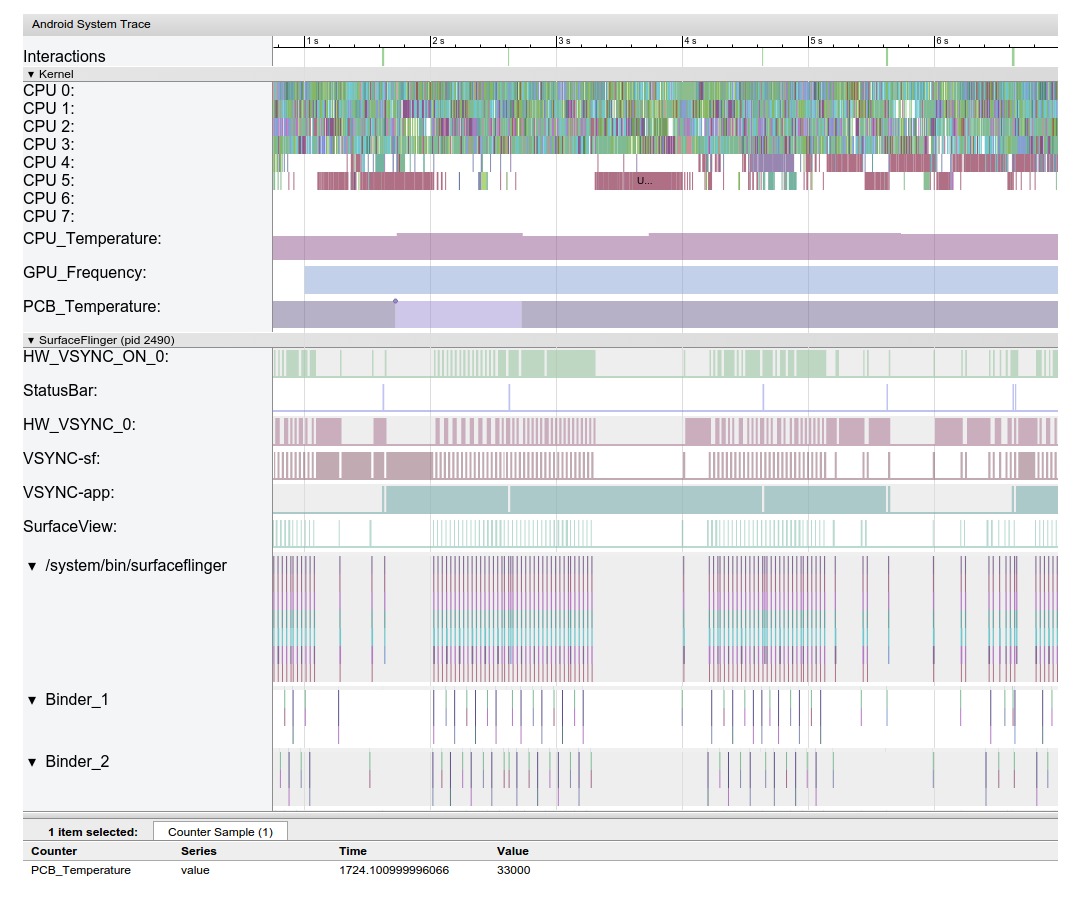 Android System Trace
1 s 2 s 3 s 4 s 5 s 6 s
Interactions
▼ Kernel
CPU 0:
CPU 1:
CPU 2:
CPU 3:
CPU 4:
CPU 5:
U...
CPU 6:
CPU 7:
CPU_Temperature:
GPU_Frequency:
PCB_Temperature:
▼ SurfaceFlinger (pid 2490)
HW_VSYNC_ON_0:
StatusBar:
HW_VSYNC_0:
VSYNC-sf:
VSYNC-app:
SurfaceView:
▼ /system/bin/surfaceflinger
▼ Binder_1
▼ Binder_2
1 item selected: Counter Sample (1)
Counter Series Time Value
PCB_Temperature value 1724.100999996066 33000